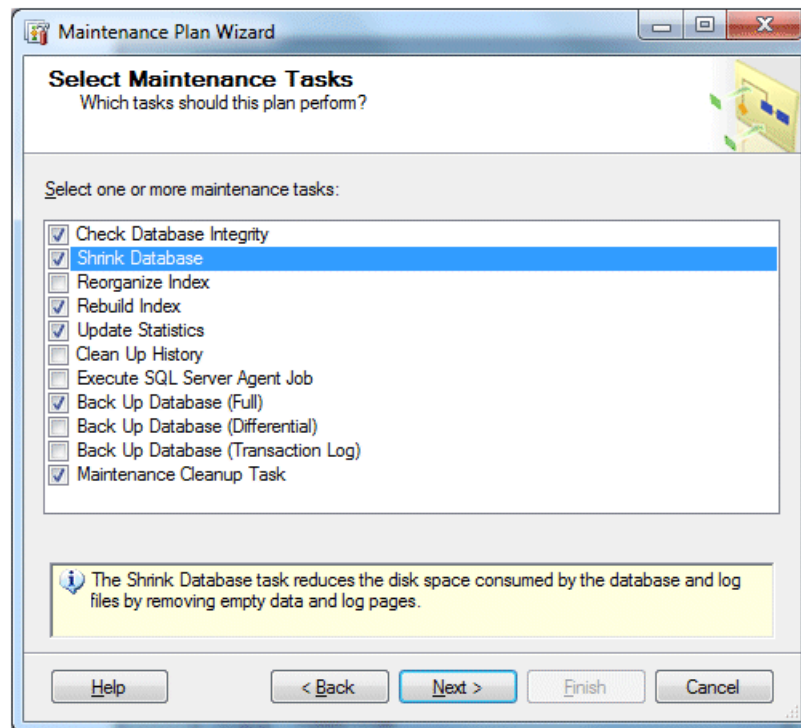 Maintenance Plan Wizard
Select Maintenance Tasks
Which tasks should this plan perform?
Select one or more maintenance tasks:
Check Database Integrity
Shrink Database
Reorganize Index
Rebuild Index
Update Statistics
Clean Up History
Execute SQL Server Agent Job
Back Up Database (Full)
Back Up Database (Differential)
Back Up Database (Transaction Log)
Maintenance Cleanup Task
The Shrink Database task reduces the disk space consumed by the database and log
files by removing empty data and log pages.
Help < Back Next > Finish Cancel